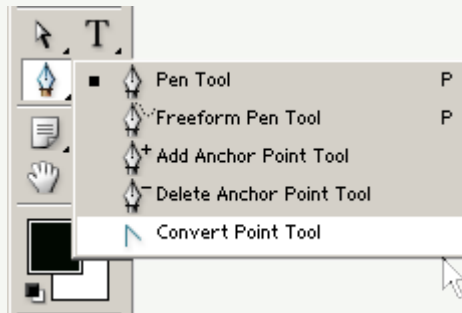 T
Pen Tool P
Freeform Pen Tool P
Add Anchor Point Tool
Delete Anchor Point Tool
Convert Point Tool